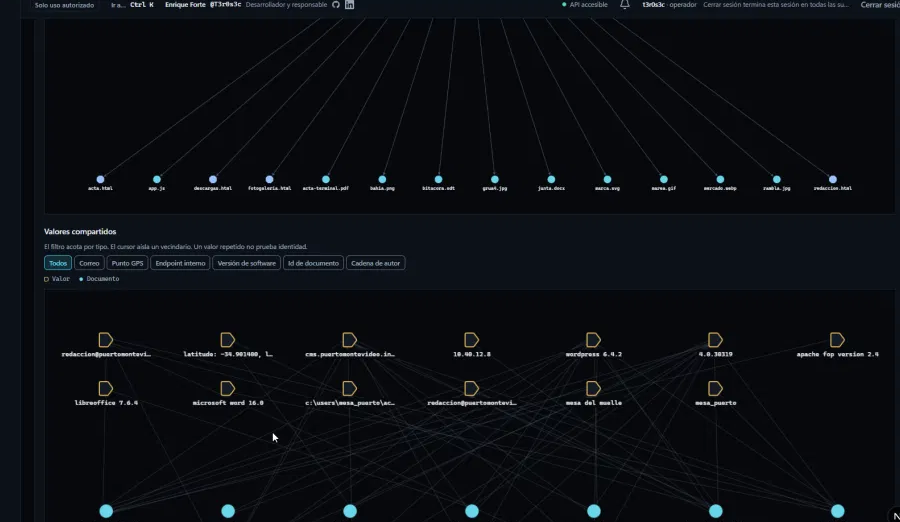 Solo uso autorizado Ir a... Ctrl K Enrique Forte @T3r0s3c Desarrollador y responsable API accesible t3r0s3c · operador Cerrar sesión termina esta sesión en todas las su... Cerrar sesió
acta.html app.js descargas.html fotogaleria.html acta-terminal.pdf bahia.png bitacora.odt grua4.jpg junta.docx marca.svg marea.gif mercado.webp rambla.jpg redaccion.html
Valores compartidos
El filtro acota por tipo. El cursor aísla un vecindario. Un valor repetido no prueba identidad.
Todos Correo Punto GPS Endpoint interno Versión de software Id de documento Cadena de autor
Valor Documento
redaccion@puertomontevi... latitude: -34.901400, l... cms.puertomontevideo.in... 10.40.12.8 wordpress 6.4.2 4.0.30319 apache fop version 2.4
libreoffice 7.6.4 microsoft word 16.0 c:\users\mesa_puerto\ac... redaccion@puertomontevi... mesa del muelle mesa_puerto
N